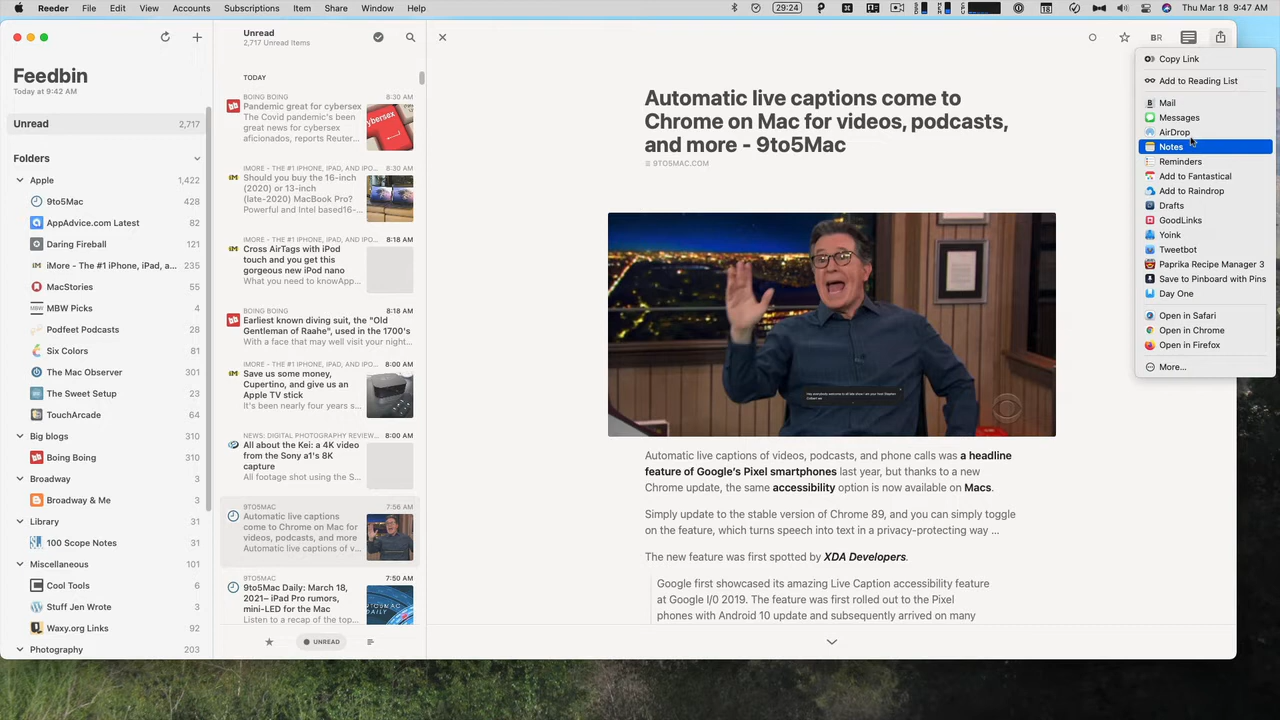 Reeder File Edit View Accounts Subscriptions Item Share Window Help
29:24 Thu Mar 18 9:47 AM
Feedbin
Today at 9:42 AM
Unread 2,717
Folders
Apple 1,422
9to5Mac 428
AppAdvice.com Latest 82
Daring Fireball 121
iMore - The #1 iPhone, iPad, a... 235
MacStories 55
MBW Picks 4
Podfeet Podcasts 28
Six Colors 81
The Mac Observer 301
The Sweet Setup 23
TouchArcade 64
Big blogs 310
Boing Boing 310
Broadway 3
Broadway & Me 3
Library 31
100 Scope Notes 31
Miscellaneous 101
Cool Tools 6
Stuff Jen Wrote 3
Waxy.org Links 92
Photography 203
Unread
2,717 Unread Items
TODAY
BOING BOING 8:30 AM
Pandemic great for cybersex
The Covid pandemic's been
great news for cybersex
aficionados, reports Reuter...
cybersex
IMORE - THE #1 IPHONE, IPAD, AND IPO... 8:30 AM
Should you buy the 16-inch
(2020) or 13-inch
(late-2020) MacBook Pro?
Powerful and Intel based16-i...
IMORE - THE #1 IPHONE, IPAD, AND IPO... 8:18 AM
Cross AirTags with iPod
touch and you get this
gorgeous new iPod nano
What you need to knowApp...
BOING BOING 8:18 AM
Earliest known diving suit, the "Old
Gentleman of Raahe", used in the 1700's
With a face that may well visit your night...
IMORE - THE #1 IPHONE, IPAD, AND IPO... 8:00 AM
Save us some money,
Cupertino, and give us an
Apple TV stick
It's been nearly four years s...
NEWS: DIGITAL PHOTOGRAPHY REVIEW... 8:00 AM
All about the Kei: a 4K video
from the Sony a1's 8K
capture
All footage shot using the S...
9TO5MAC 7:56 AM
Automatic live captions
come to Chrome on Mac for
videos, podcasts, and more
Automatic live captions of v...
9TO5MAC 7:50 AM
9to5Mac Daily: March 18,
2021– iPad Pro rumors,
mini-LED for the Mac
Listen to a recap of the top...
9TO5MAC
DAILY
UNREAD
BR
Automatic live captions come to
Chrome on Mac for videos, podcasts,
and more - 9to5Mac
9TO5MAC.COM
Automatic live captions of videos, podcasts, and phone calls was a headline
feature of Google's Pixel smartphones last year, but thanks to a new
Chrome update, the same accessibility option is now available on Macs.
Simply update to the stable version of Chrome 89, and you can simply toggle
on the feature, which turns speech into text in a privacy-protecting way ...
The new feature was first spotted by XDA Developers.
Google first showcased its amazing Live Caption accessibility feature
at Google I/0 2019. The feature was first rolled out to the Pixel
phones with Android 10 update and subsequently arrived on many
Copy Link
Add to Reading List
Mail
Messages
AirDrop
Notes
Reminders
Add to Fantastical
Add to Raindrop
Drafts
GoodLinks
Yoink
Tweetbot
Paprika Recipe Manager 3
Save to Pinboard with Pins
Day One
Open in Safari
Open in Chrome
Open in Firefox
More...